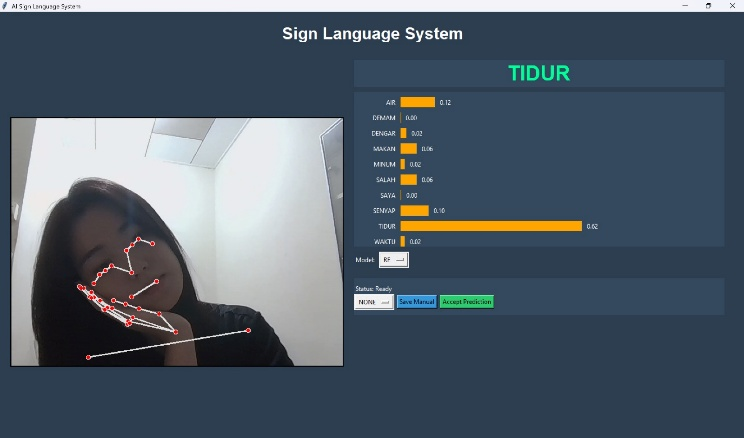 AI Sign Language System
Sign Language System
TIDUR
AIR 0.12
DEMAM 0.00
DENGAR 0.02
MAKAN 0.06
MINUM 0.02
SALAH 0.06
SAYA 0.00
SENYAP 0.10
TIDUR 0.62
WAKTU 0.02
Model: RF
Status: Ready
NONE Save Manual Accept Prediction